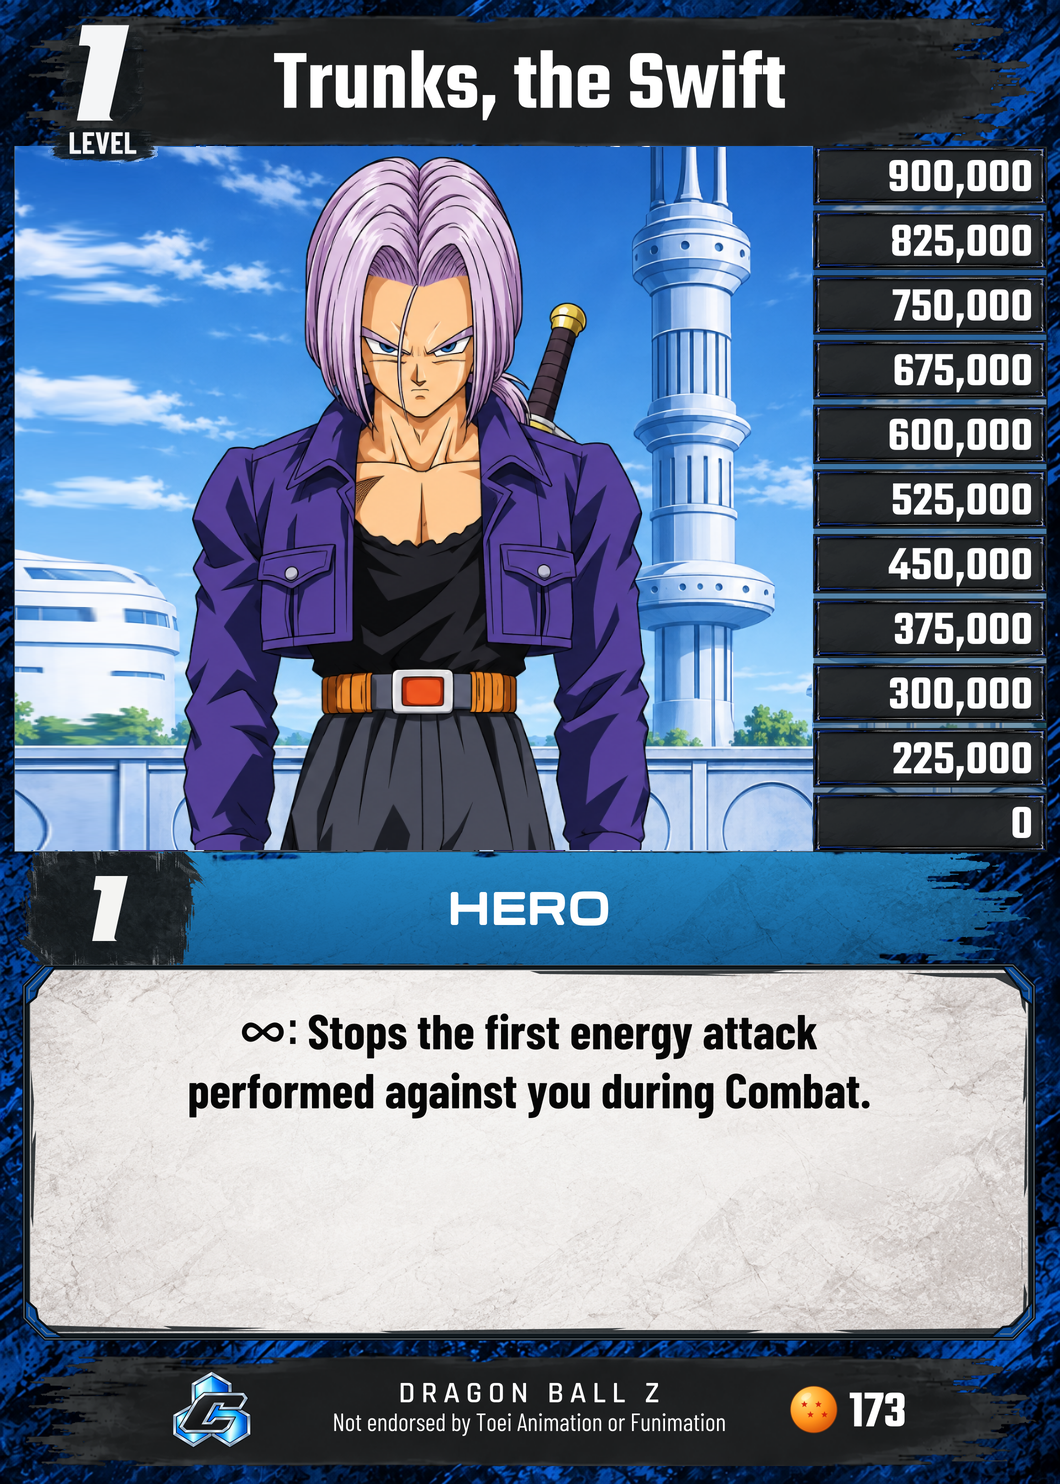 1
LEVEL
Trunks, the Swift
900,000
825,000
750,000
675,000
600,000
525,000
450,000
375,000
300,000
225,000
0
1
HERO
∞: Stops the first energy attack
performed against you during Combat.
G
DRAGON BALL Z
Not endorsed by Toei Animation or Funimation
173